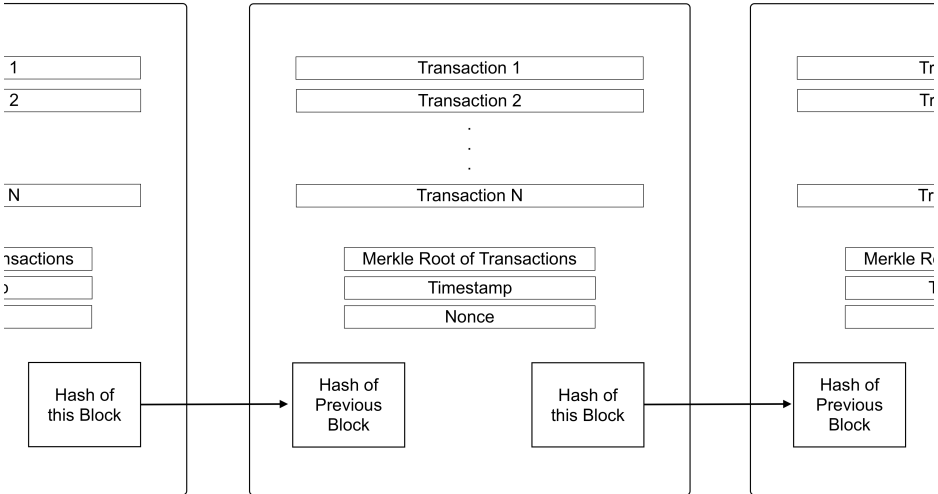 1
2
N
nsactions
Hash of
this Block
Transaction 1
Transaction 2
.
.
.
Transaction N
Merkle Root of Transactions
Timestamp
Nonce
Hash of
Previous
Block
Hash of
this Block
Tr
Tr
Tr
Merkle R
T
Hash of
Previous
Block